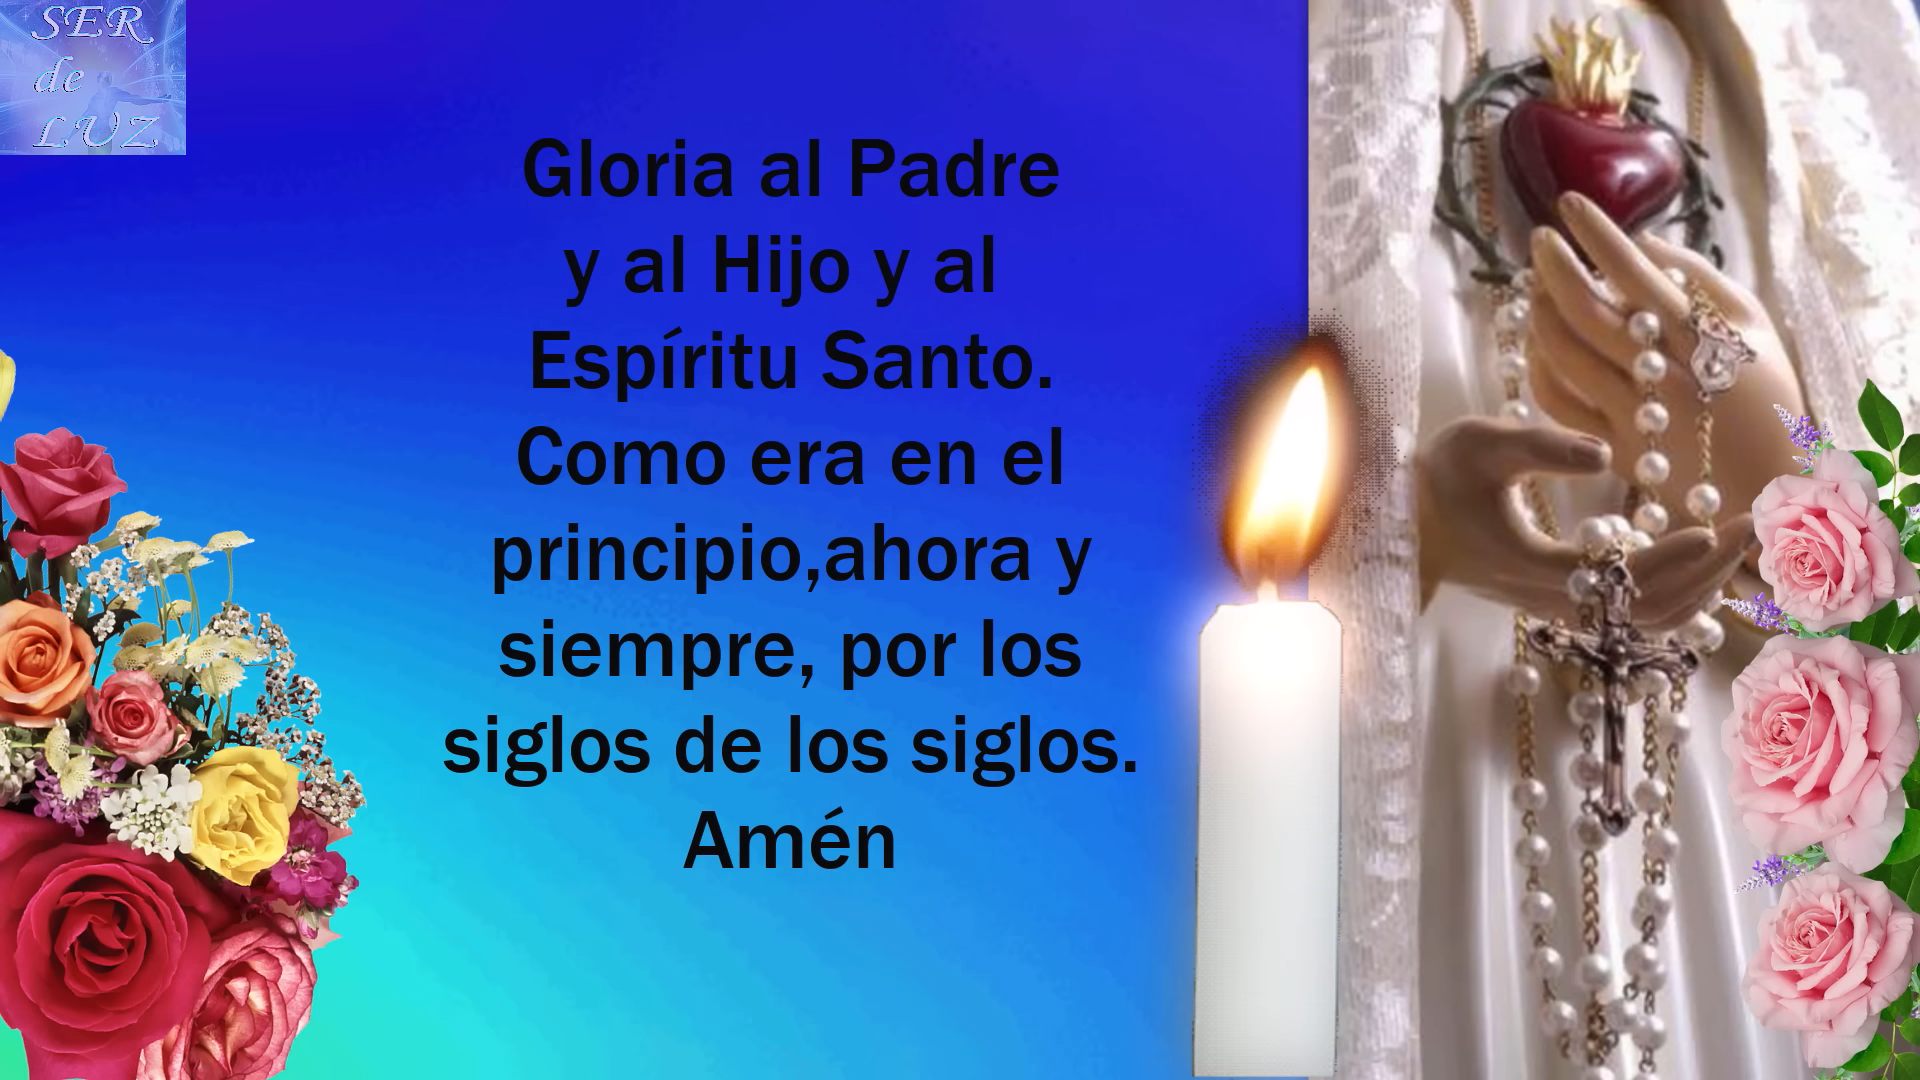 SER
de
LUZ
Gloria al Padre
y al Hijo y al
Espíritu Santo.
Como era en el
principio,ahora y
siempre, por los
siglos de los siglos.
Amén